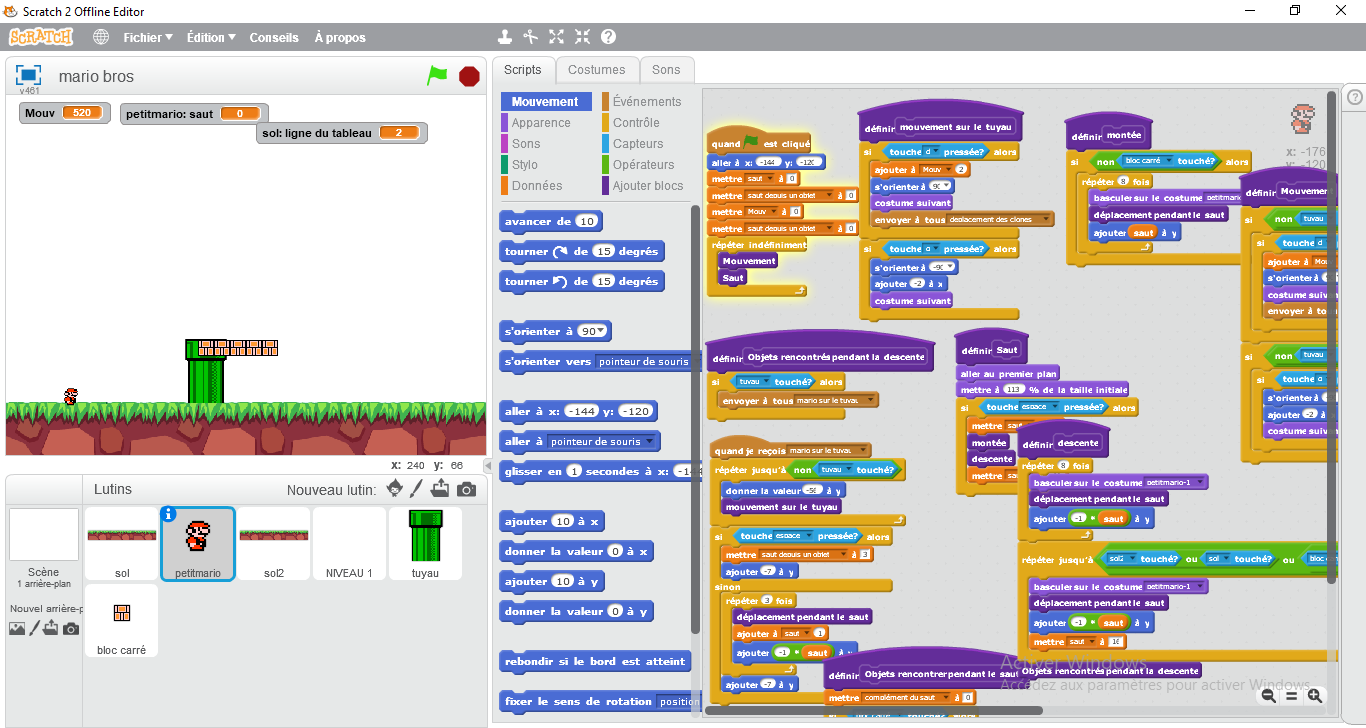 Scratch 2 Offline Editor
SCRATCH Fichier Édition Conseils À propos
v461 mario bros
Mouv 520
petitmario: saut 0
sol: ligne du tableau 2
x: 240 y: 66
Lutins Nouveau lutin:
Scène
1 arrière-plan
Nouvel arrière-p
sol petitmario sol2 NIVEAU 1 tuyau
bloc carré
Scripts Costumes Sons
Mouvement Événements
Apparence Contrôle
Sons Capteurs
Stylo Opérateurs
Données Ajouter blocs
avancer de 10
tourner de 15 degrés
tourner de 15 degrés
s'orienter à 90
s'orienter vers pointeur de souris
aller à x: -144 y: -120
aller à pointeur de souris
glisser en 1 secondes à x: -144
ajouter 10 à x
donner la valeur 0 à x
ajouter 10 à y
donner la valeur 0 à y
rebondir si le bord est atteint
fixer le sens de rotation position
quand est cliqué
aller à x: -144 y: -120
mettre saut à 0
mettre saut depuis un objet à 0
mettre Mouv à 0
mettre saut depuis un objet à 0
répéter indéfiniment
Mouvement
Saut
définir mouvement sur le tuyau
si touche d pressée? alors
ajouter à Mouv 2
s'orienter à
costume suivant
envoyer à tous deplacement des clones
si touche pressée? alors
s'orienter à
ajouter -2 à x
costume suivant
définir montée
si non bloc carré touché? alors
répéter 8 fois
basculer sur le costume petitmario
déplacement pendant le saut
ajouter saut à y
définir Mouvement
si non tuyau
si touche d
ajouter à Mou
s'orienter à
costume suivan
envoyer à tou
si non tuyau
si touche
s'orienter à
ajouter -2 à
costume suivan
définir Objets rencontrés pendant la descente
si tuyau touché? alors
envoyer à tous mario sur le tuyau
définir Saut
aller au premier plan
mettre à 113 % de la taille initiale
si touche espace pressée? alors
mettre sau
montée
descente
mettre sau
définir descente
répéter 8 fois
basculer sur le costume petitmario-1
déplacement pendant le saut
ajouter -1 * saut à y
répéter jusqu'à sol2 touché? ou sol touché? ou bloc
basculer sur le costume petitmario-1
déplacement pendant le saut
ajouter -1 * saut à y
mettre saut à
Objets rencontrés pendant la descente
quand je reçois mario sur le tuyau
répéter jusqu'à non tuyau touché?
donner la valeur à y
mouvement sur le tuyau
si touche espace pressée? alors
mettre saut depuis un objet à 3
ajouter -7 à y
sinon
répéter 3 fois
déplacement pendant le saut
ajouter à saut 1
ajouter -1 * saut à y
ajouter -7 à y
définir Objets rencontrer pendant le saut
mettre complément du saut à 0
x: -176
y: -120
Activer Windows
Accédez aux paramètres pour activer Windows.